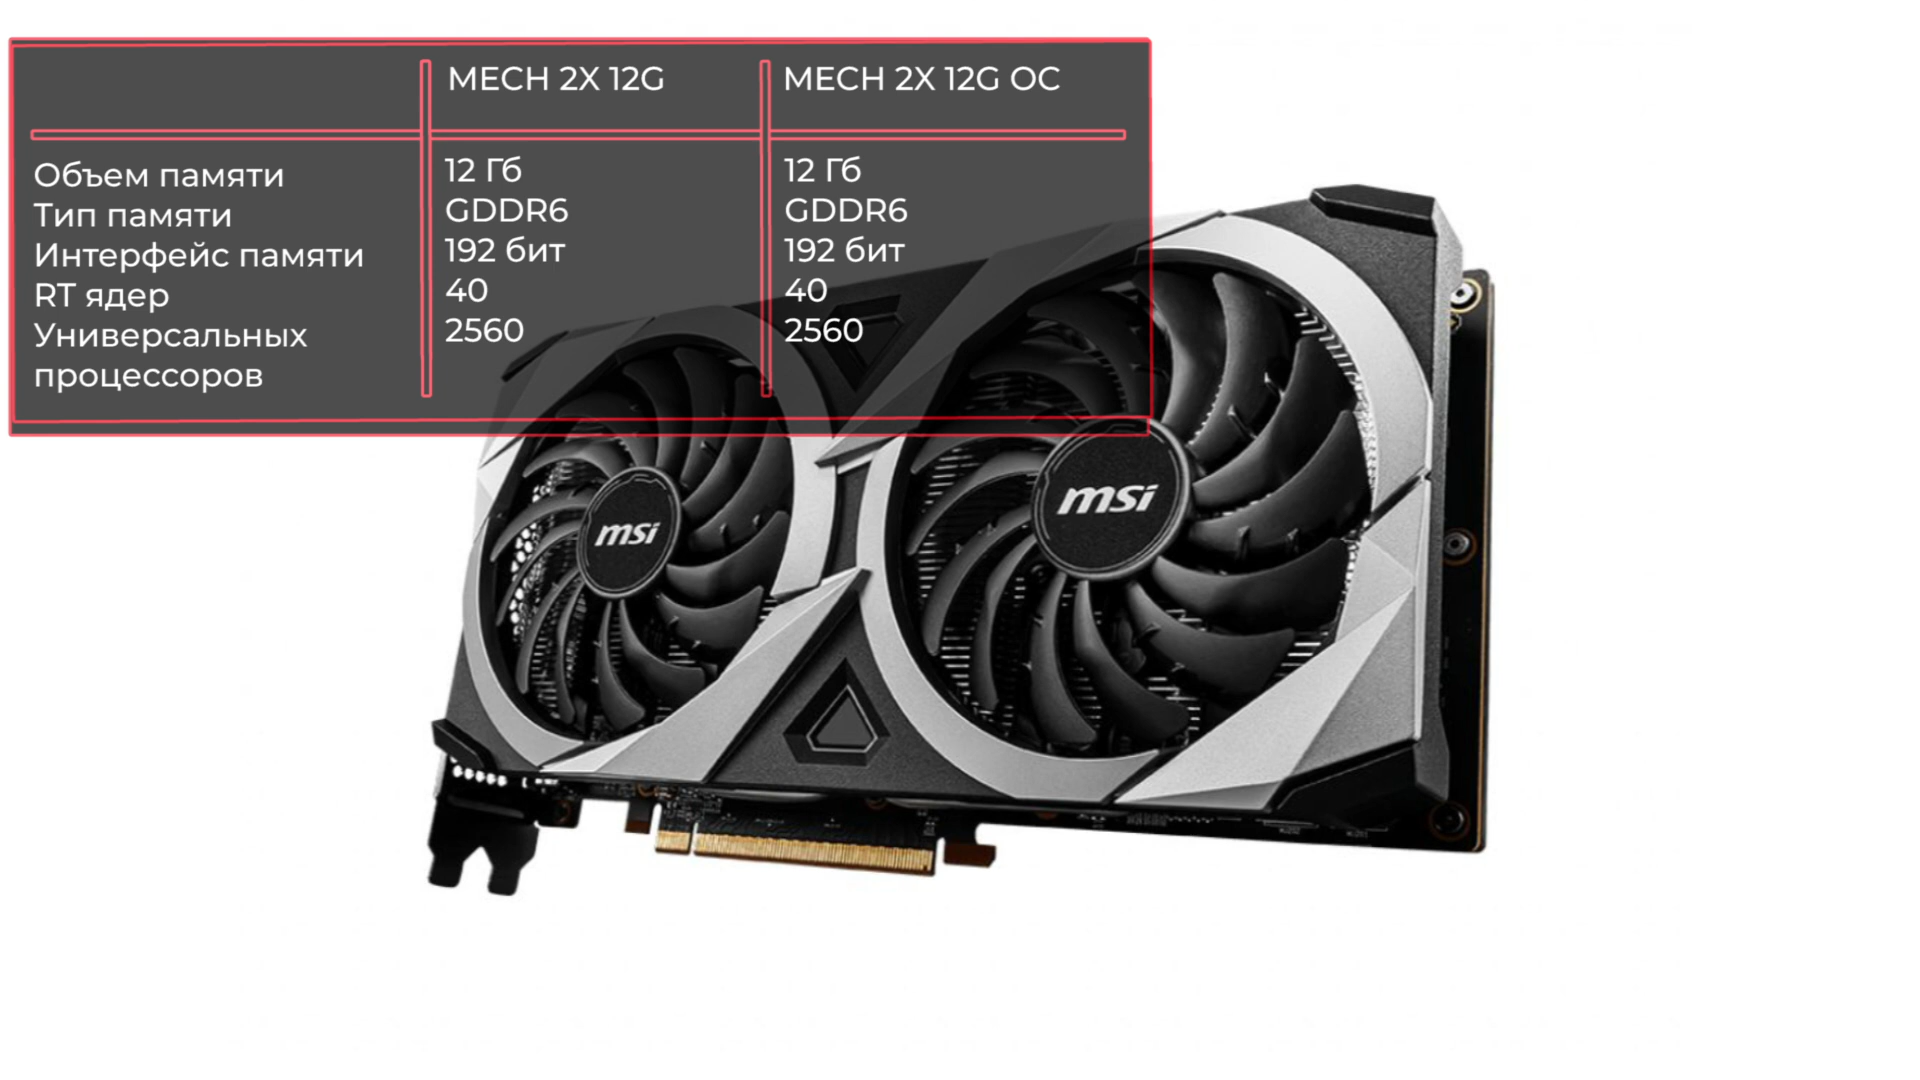 MECH 2X 12G
MECH 2X 12G OC
Объем памяти
12 Гб
12 Гб
Тип памяти
GDDR6
GDDR6
Интерфейс памяти
192 бит
192 бит
RT ядер
40
40
Универсальных
процессоров
2560
2560
msi
msi